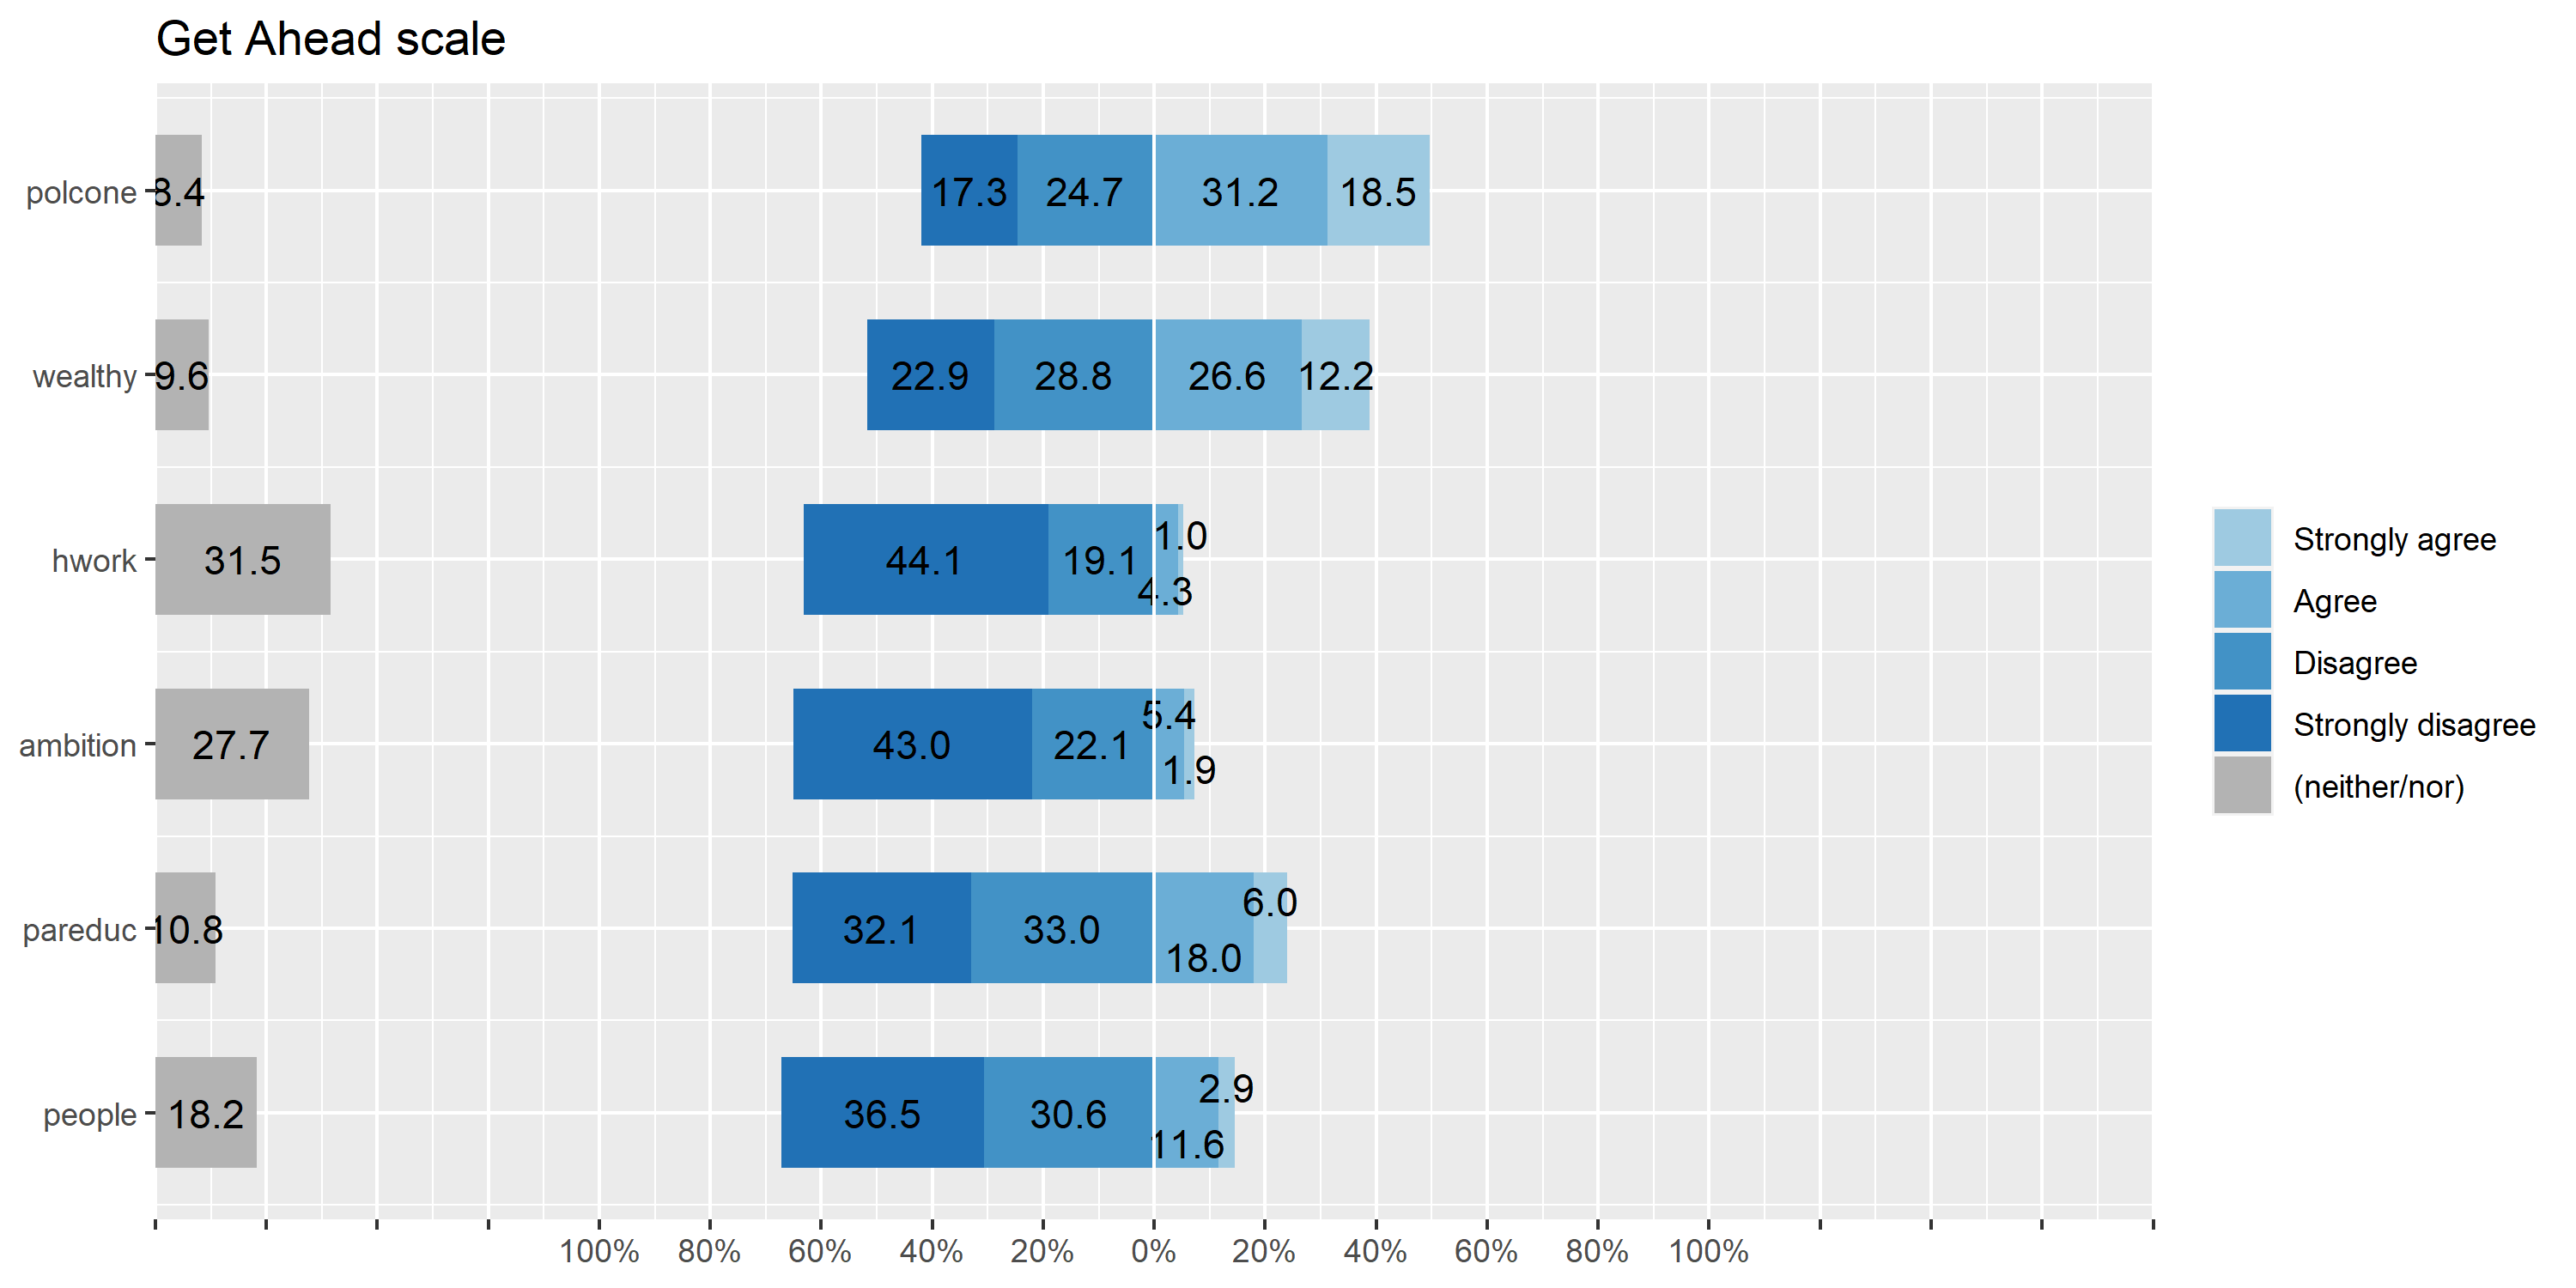 Get Ahead scale
polcone 8.4 17.3 24.7 31.2 18.5
wealthy 9.6 22.9 28.8 26.6 12.2
hwork 31.5 44.1 19.1 1.0 4.3
ambition 27.7 43.0 22.1 5.4 1.9
pareduc 10.8 32.1 33.0 6.0 18.0
people 18.2 36.5 30.6 2.9 11.6
100% 80% 60% 40% 20% 0% 20% 40% 60% 80% 100%
Strongly agree
Agree
Disagree
Strongly disagree
(neither/nor)